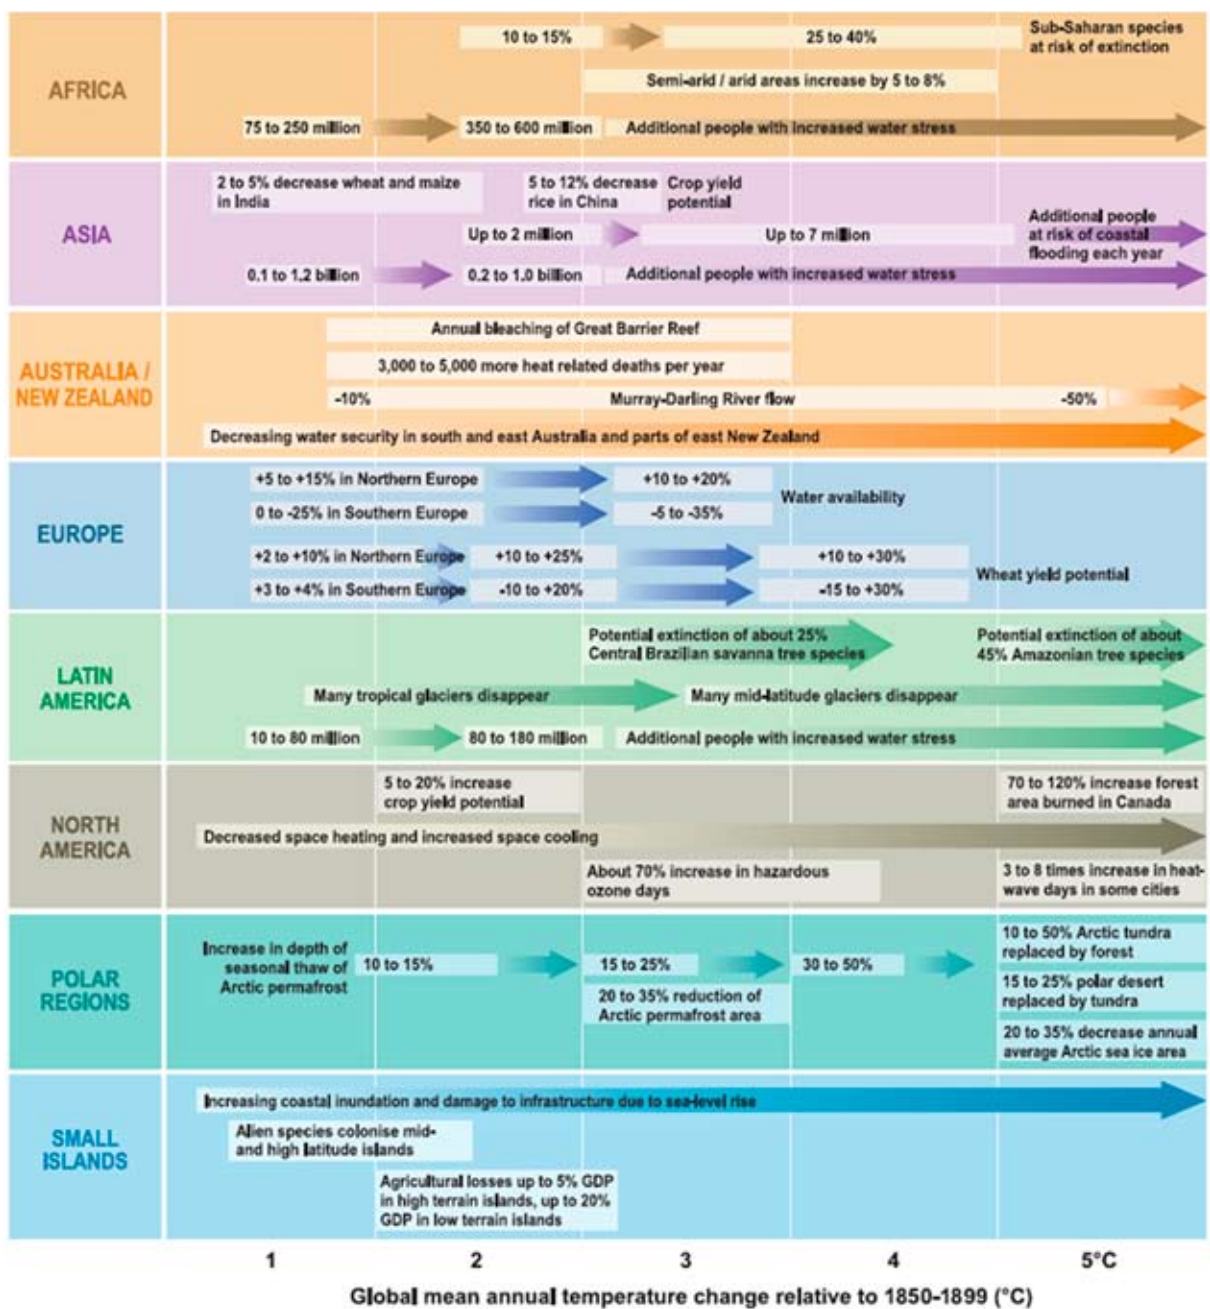 AFRICA
10 to 15%
25 to 40%
Sub-Saharan species
at risk of extinction
Semi-arid / arid areas increase by 5 to 8%
75 to 250 million
350 to 600 million
Additional people with increased water stress
ASIA
2 to 5% decrease wheat and maize
in India
5 to 12% decrease
rice in China
Crop yield
potential
Up to 2 million
Up to 7 million
Additional people
at risk of coastal
flooding each year
0.1 to 1.2 billion
0.2 to 1.0 billion
Additional people with increased water stress
AUSTRALIA /
NEW ZEALAND
Annual bleaching of Great Barrier Reef
3,000 to 5,000 more heat related deaths per year
-10%
Murray-Darling River flow
-50%
Decreasing water security in south and east Australia and parts of east New Zealand
EUROPE
+5 to +15% in Northern Europe
+10 to +20%
0 to -25% in Southern Europe
-5 to -35%
Water availability
+2 to +10% in Northern Europe
+10 to +25%
+10 to +30%
+3 to +4% in Southern Europe
-10 to +20%
-15 to +30%
Wheat yield potential
LATIN
AMERICA
Potential extinction of about 25%
Central Brazilian savanna tree species
Potential extinction of about
45% Amazonian tree species
Many tropical glaciers disappear
Many mid-latitude glaciers disappear
10 to 80 million
80 to 180 million
Additional people with increased water stress
NORTH
AMERICA
5 to 20% increase
crop yield potential
70 to 120% increase forest
area burned in Canada
Decreased space heating and increased space cooling
About 70% increase in hazardous
ozone days
3 to 8 times increase in heat-
wave days in some cities
POLAR
REGIONS
Increase in depth of
seasonal thaw of
Arctic permafrost
10 to 15%
15 to 25%
30 to 50%
10 to 50% Arctic tundra
replaced by forest
20 to 35% reduction of
Arctic permafrost area
15 to 25% polar desert
replaced by tundra
20 to 35% decrease annual
average Arctic sea ice area
SMALL
ISLANDS
Increasing coastal inundation and damage to infrastructure due to sea-level rise
Alien species colonise mid-
and high latitude islands
Agricultural losses up to 5% GDP
in high terrain islands, up to 20%
GDP in low terrain islands
1
2
3
4
5°C
Global mean annual temperature change relative to 1850-1899 (°C)